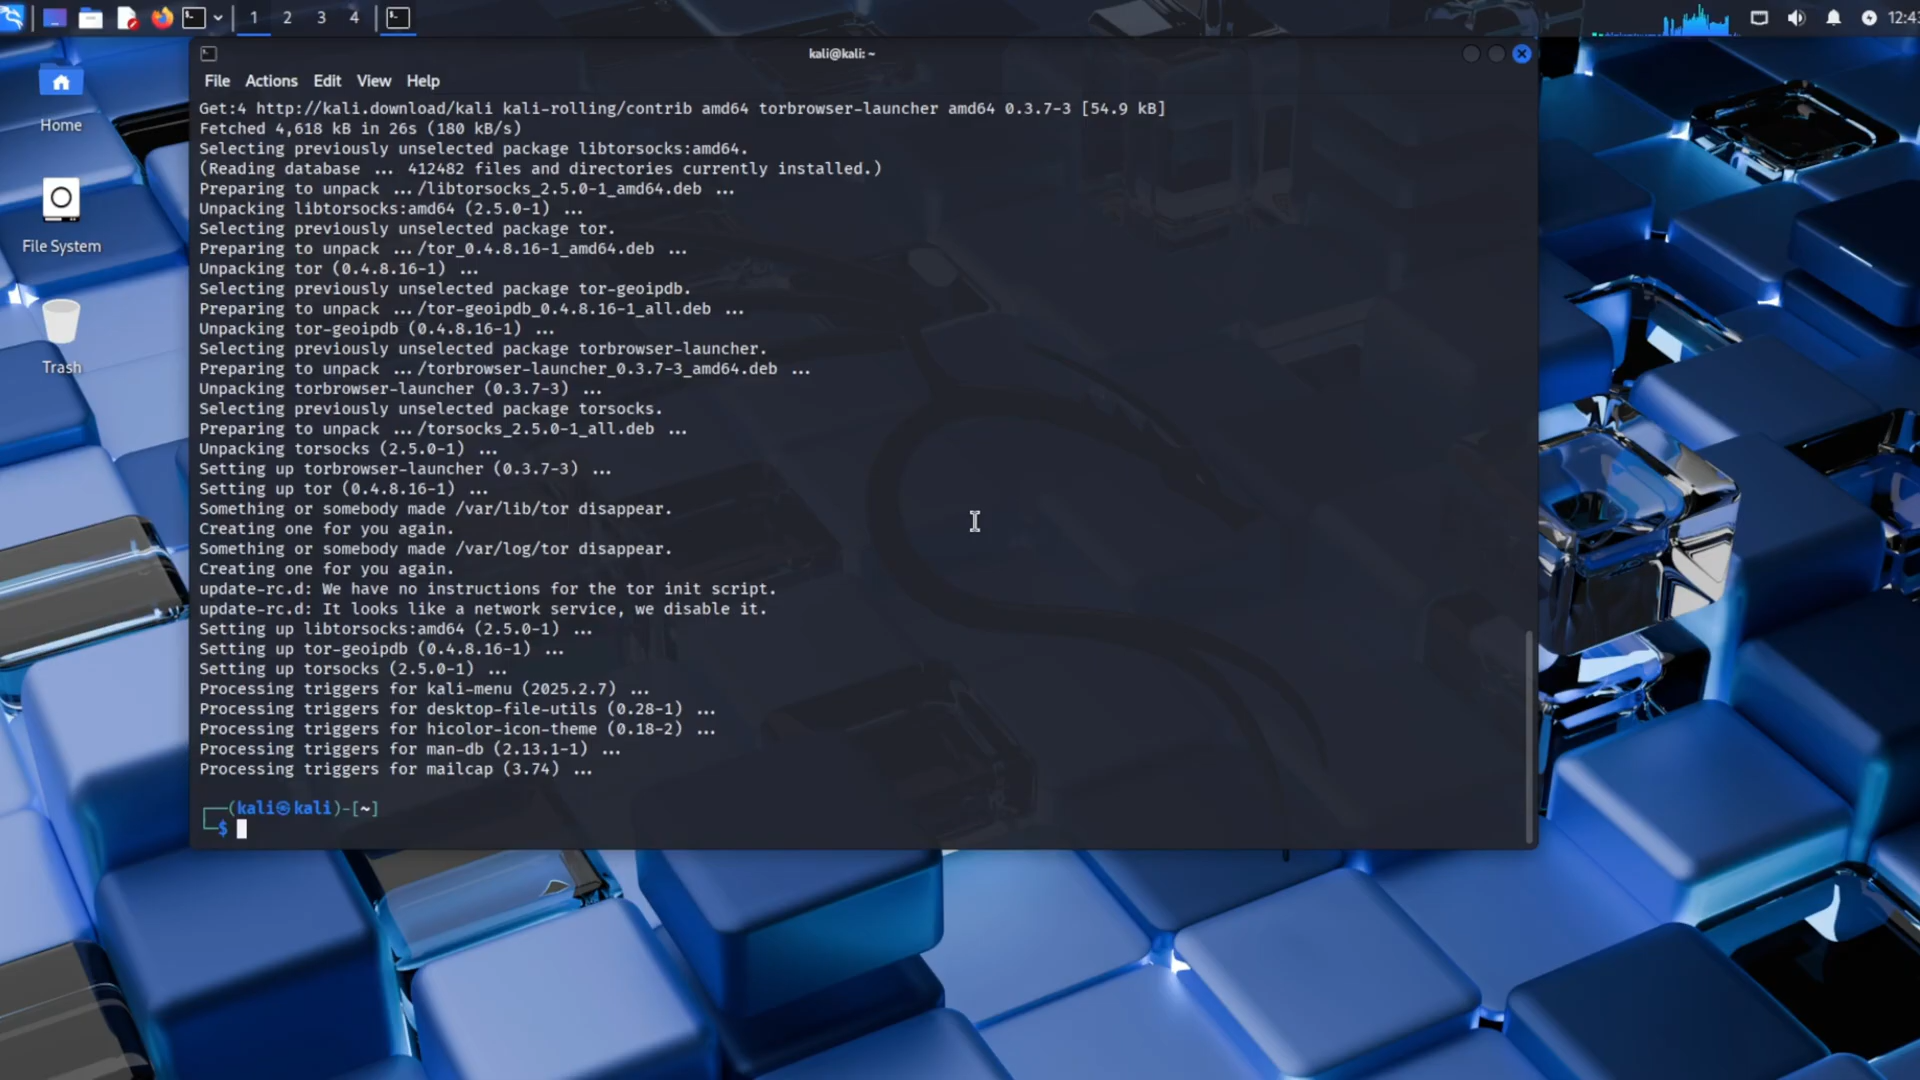 1 2 3 4
12:43
kali@kali: ~
File Actions Edit View Help
Home
File System
Trash
Get:4 http://kali.download/kali kali-rolling/contrib amd64 torbrowser-launcher amd64 0.3.7-3 [54.9 kB]
Fetched 4,618 kB in 26s (180 kB/s)
Selecting previously unselected package libtorsocks:amd64.
(Reading database ... 412482 files and directories currently installed.)
Preparing to unpack .../libtorsocks_2.5.0-1_amd64.deb ...
Unpacking libtorsocks:amd64 (2.5.0-1) ...
Selecting previously unselected package tor.
Preparing to unpack .../tor_0.4.8.16-1_amd64.deb ...
Unpacking tor (0.4.8.16-1) ...
Selecting previously unselected package tor-geoipdb.
Preparing to unpack .../tor-geoipdb_0.4.8.16-1_all.deb ...
Unpacking tor-geoipdb (0.4.8.16-1) ...
Selecting previously unselected package torbrowser-launcher.
Preparing to unpack .../torbrowser-launcher_0.3.7-3_amd64.deb ...
Unpacking torbrowser-launcher (0.3.7-3) ...
Selecting previously unselected package torsocks.
Preparing to unpack .../torsocks_2.5.0-1_all.deb ...
Unpacking torsocks (2.5.0-1) ...
Setting up torbrowser-launcher (0.3.7-3) ...
Setting up tor (0.4.8.16-1) ...
Something or somebody made /var/lib/tor disappear.
Creating one for you again.
Something or somebody made /var/log/tor disappear.
Creating one for you again.
update-rc.d: We have no instructions for the tor init script.
update-rc.d: It looks like a network service, we disable it.
Setting up libtorsocks:amd64 (2.5.0-1) ...
Setting up tor-geoipdb (0.4.8.16-1) ...
Setting up torsocks (2.5.0-1) ...
Processing triggers for kali-menu (2025.2.7) ...
Processing triggers for desktop-file-utils (0.28-1) ...
Processing triggers for hicolor-icon-theme (0.18-2) ...
Processing triggers for man-db (2.13.1-1) ...
Processing triggers for mailcap (3.74) ...
┌──(kali㉿kali)-[~]
└─$